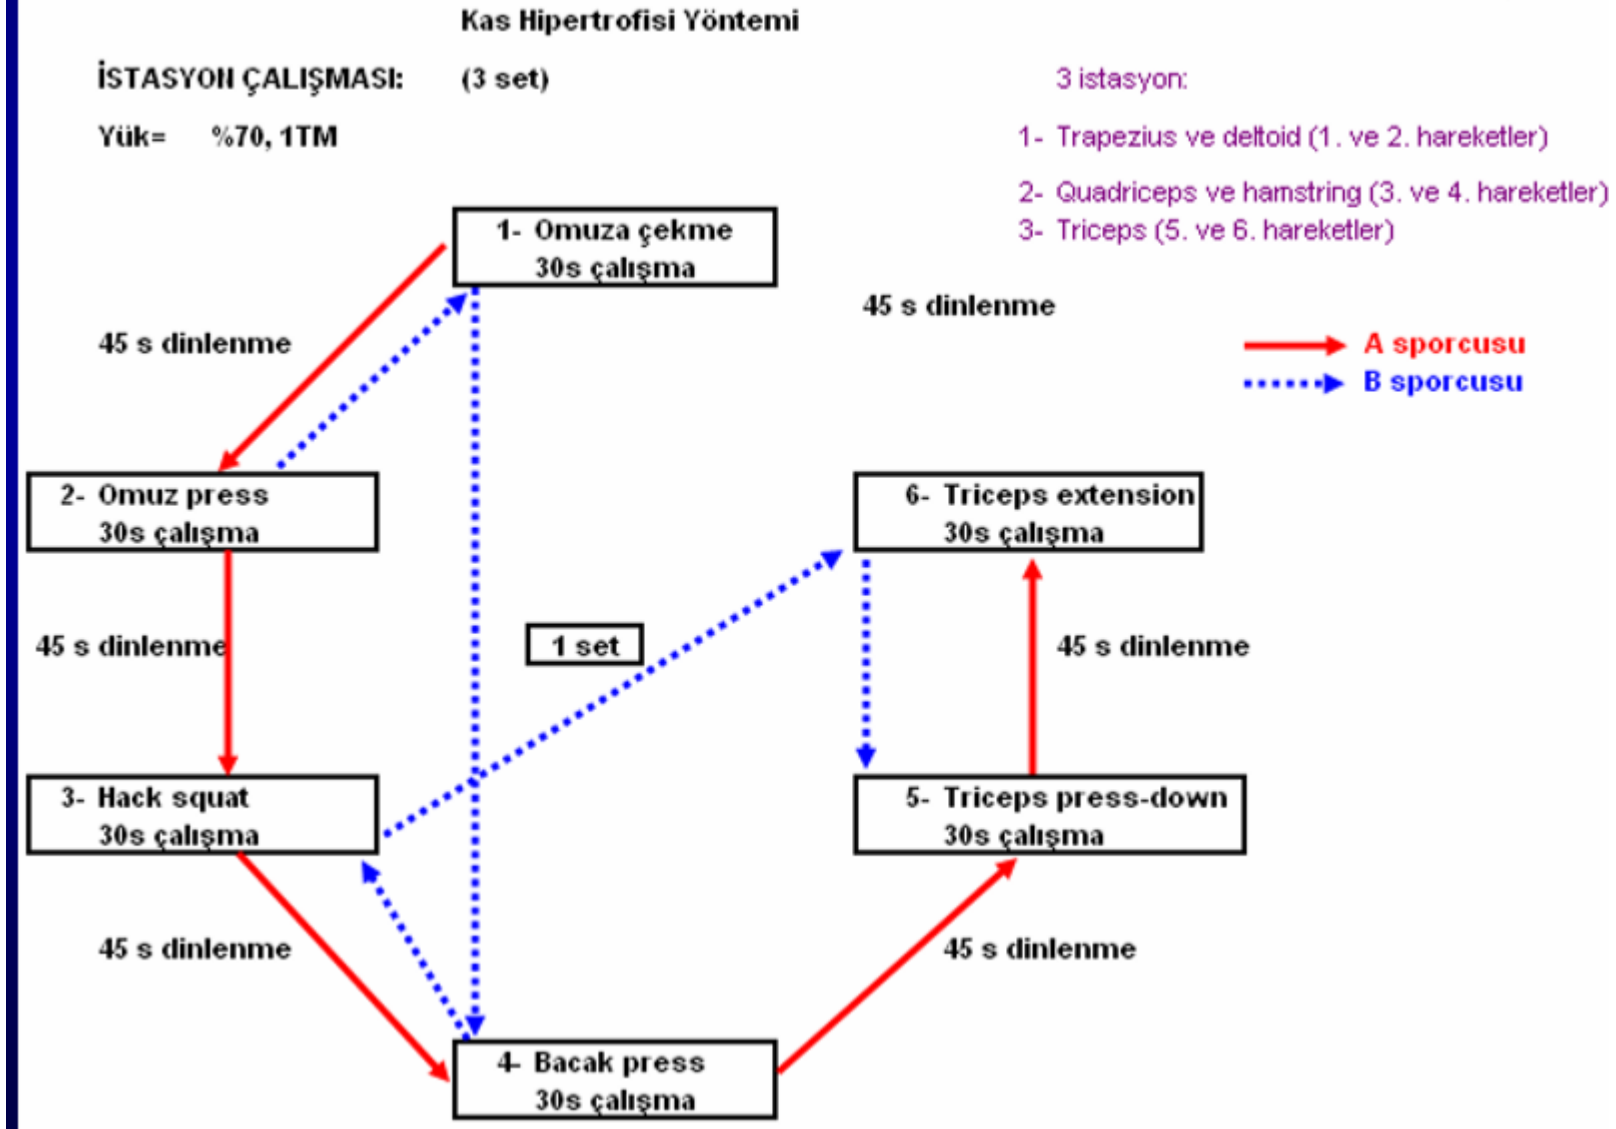 Kas Hipertrofisi Yöntemi
İSTASYON ÇALIŞMASI: (3 set)
Yük= %70, 1TM
3 istasyon:
1- Trapezius ve deltoid (1. ve 2. hareketler)
2- Quadriceps ve hamstring (3. ve 4. hareketler)
3- Triceps (5. ve 6. hareketler)
1- Omuza çekme
30s çalışma
45 s dinlenme
45 s dinlenme
A sporcusu
B sporcusu
2- Omuz press
30s çalışma
6- Triceps extension
30s çalışma
45 s dinlenme
1 set
45 s dinlenme
3- Hack squat
30s çalışma
5- Triceps press-down
30s çalışma
45 s dinlenme
45 s dinlenme
4- Bacak press
30s çalışma